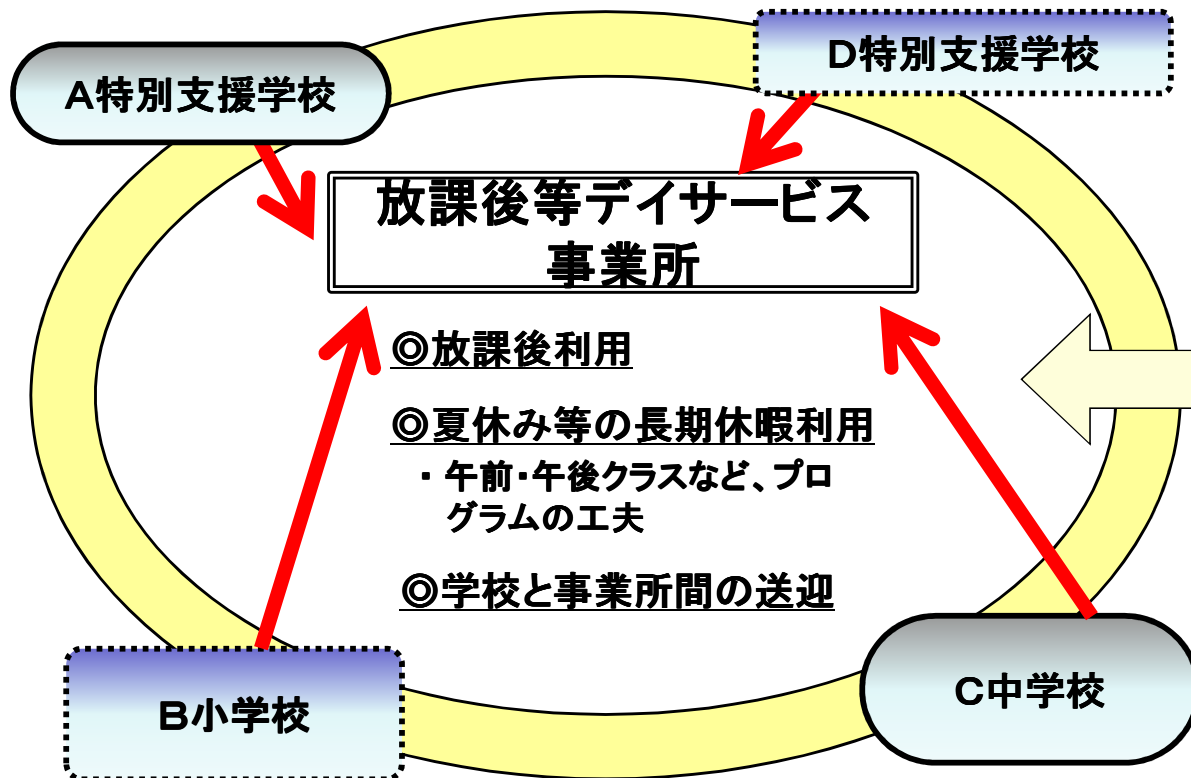 A特別支援学校
D特別支援学校
放課後等デイサービス
事業所
◎放課後利用
◎夏休み等の長期休暇利用
・午前・午後クラスなど、プロ
グラムの工夫
◎学校と事業所間の送迎
B小学校
C中学校